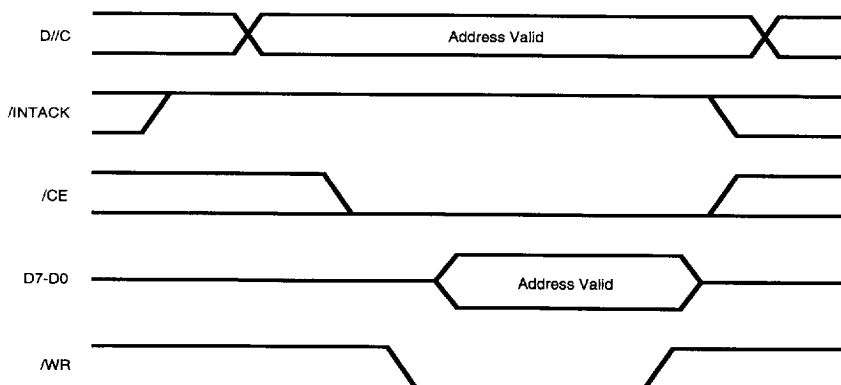 D//C
Address Valid
/INTACK
/CE
D7-D0
Address Valid
/WR